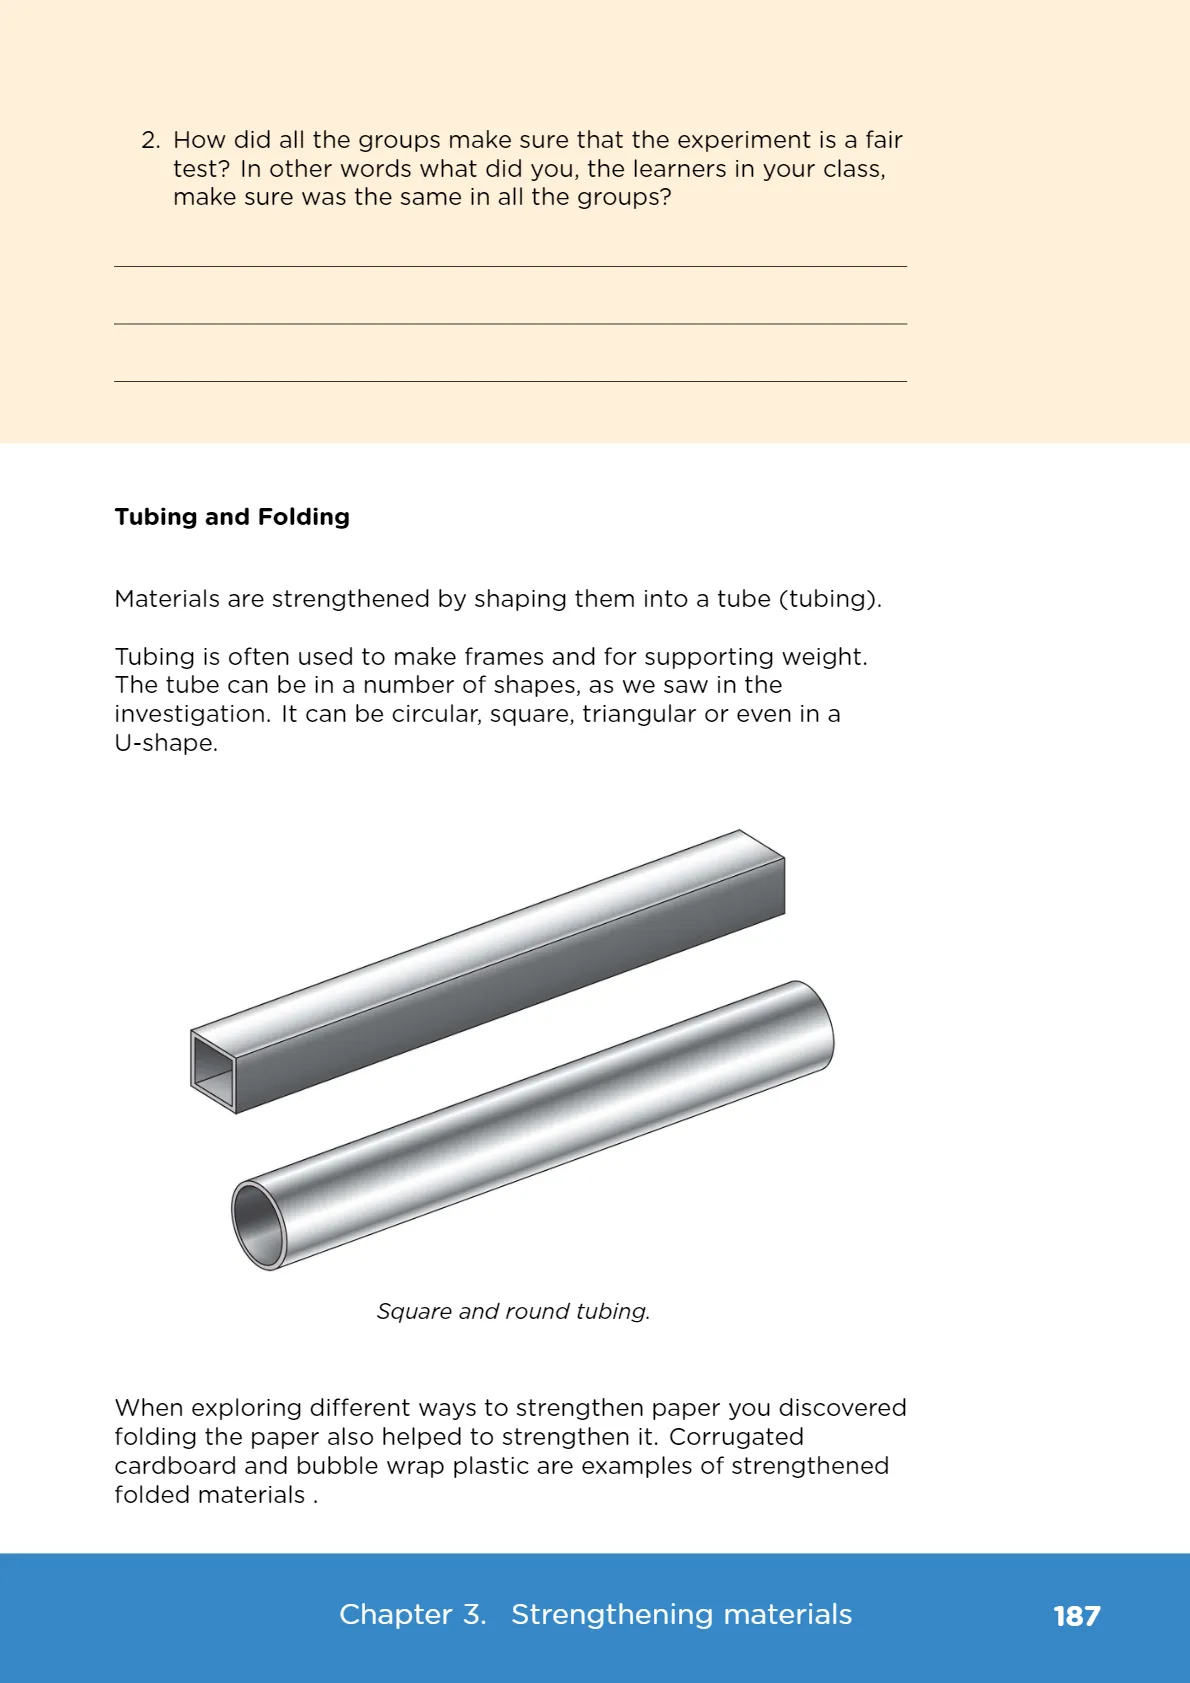 2. How did all the groups make sure that the experiment is a fair
test? In other words what did you, the learners in your class,
make sure was the same in all the groups?
Tubing and Folding
Materials are strengthened by shaping them into a tube (tubing).
Tubing is often used to make frames and for supporting weight.
The tube can be in a number of shapes, as we saw in the
investigation. It can be circular, square, triangular or even in a
U-shape.
Square and round tubing.
When exploring different ways to strengthen paper you discovered
folding the paper also helped to strengthen it. Corrugated
cardboard and bubble wrap plastic are examples of strengthened
folded materials .
Chapter 3. Strengthening materials 187